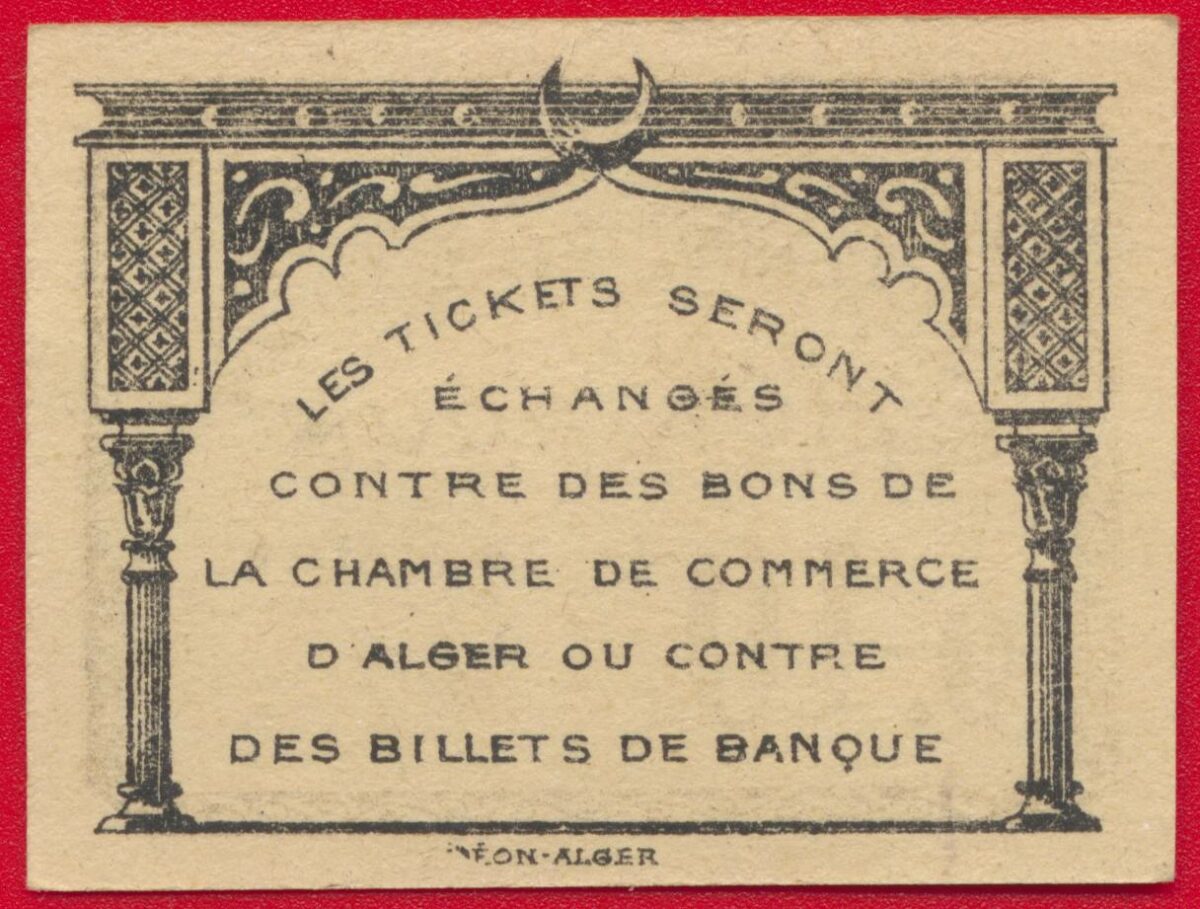 LES TICKETS SERONT
ÉCHANGÉS
CONTRE DES BONS DE
LA CHAMBRE DE COMMERCE
D'ALGER OU CONTRE
DES BILLETS DE BANQUE
ALGER